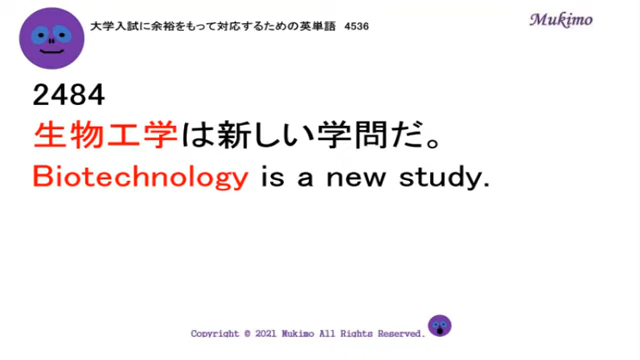 大学入試に余裕をもって対応するための英単語 4536
Mukimo
2484
生物工学は新しい学問だ。
Biotechnology is a new study.
Copyright © 2021 Mukimo All Rights Reserved.